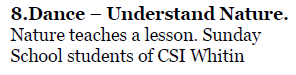 8.Dance – Understand Nature.
Nature teaches a lesson. Sunday
School students of CSI Whitin